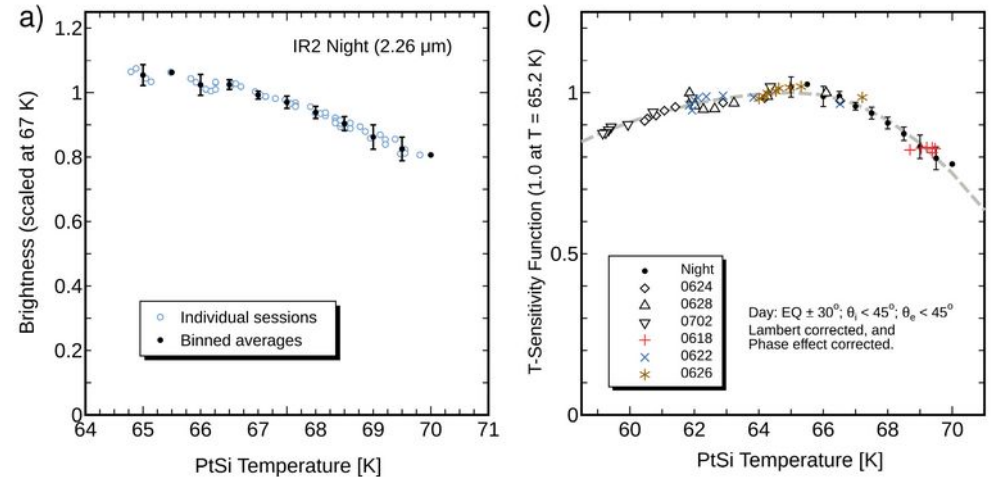 a)
IR2 Night (2.26 μm)
Brightness (scaled at 67 K)
1.2
1
0.8
0.6
0.4
0.2
0
Individual sessions
Binned averages
64 65 66 67 68 69 70 71
PtSi Temperature [K]
c)
T-Sensitivity Function (1.0 at T = 65.2 K)
1
0.5
0
Night
0624
0628
0702
0618
0622
0626
Day: EQ ± 30°; θi < 45°; θe < 45°
Lambert corrected, and
Phase effect corrected.
60 62 64 66 68 70
PtSi Temperature [K]